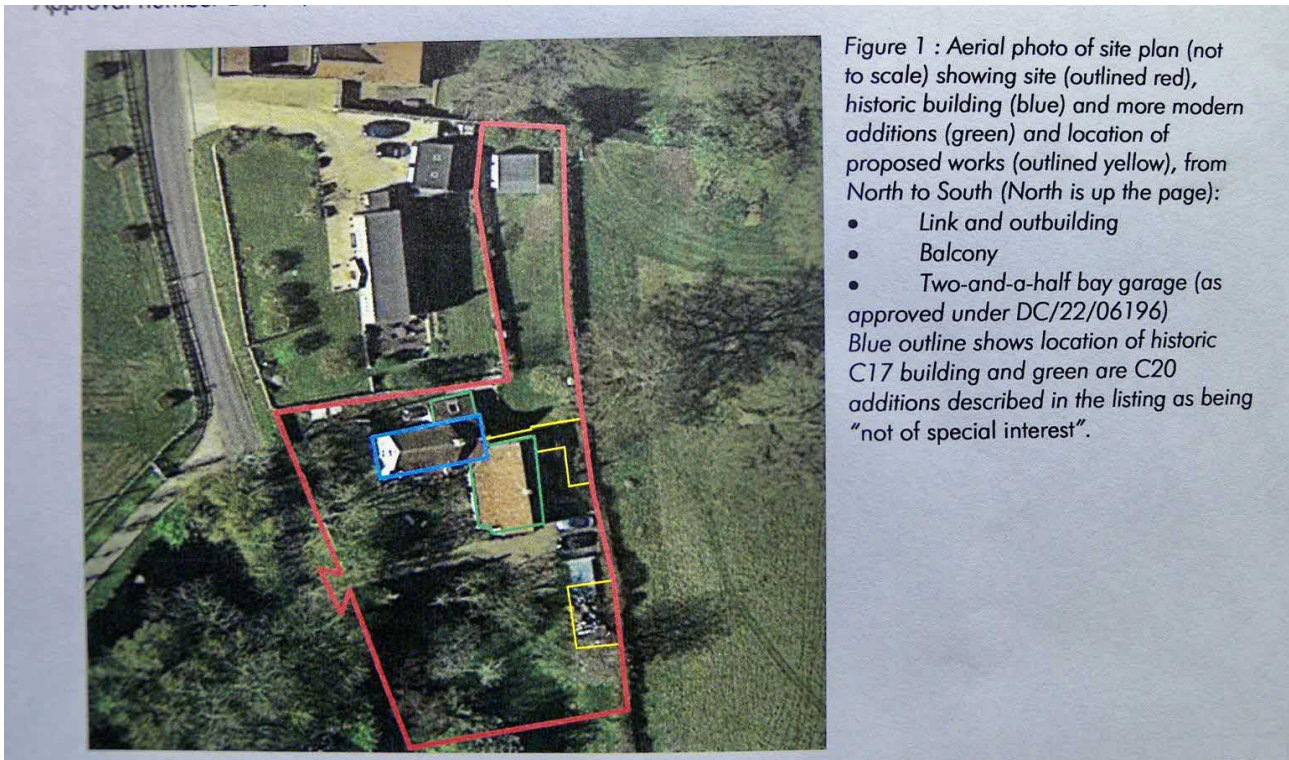 Approval number
Figure 1 : Aerial photo of site plan (not
to scale) showing site (outlined red),
historic building (blue) and more modern
additions (green) and location of
proposed works (outlined yellow), from
North to South (North is up the page):
• Link and outbuilding
• Balcony
• Two-and-a-half bay garage (as
approved under DC/22/06196)
Blue outline shows location of historic
C17 building and green are C20
additions described in the listing as being
“not of special interest”.